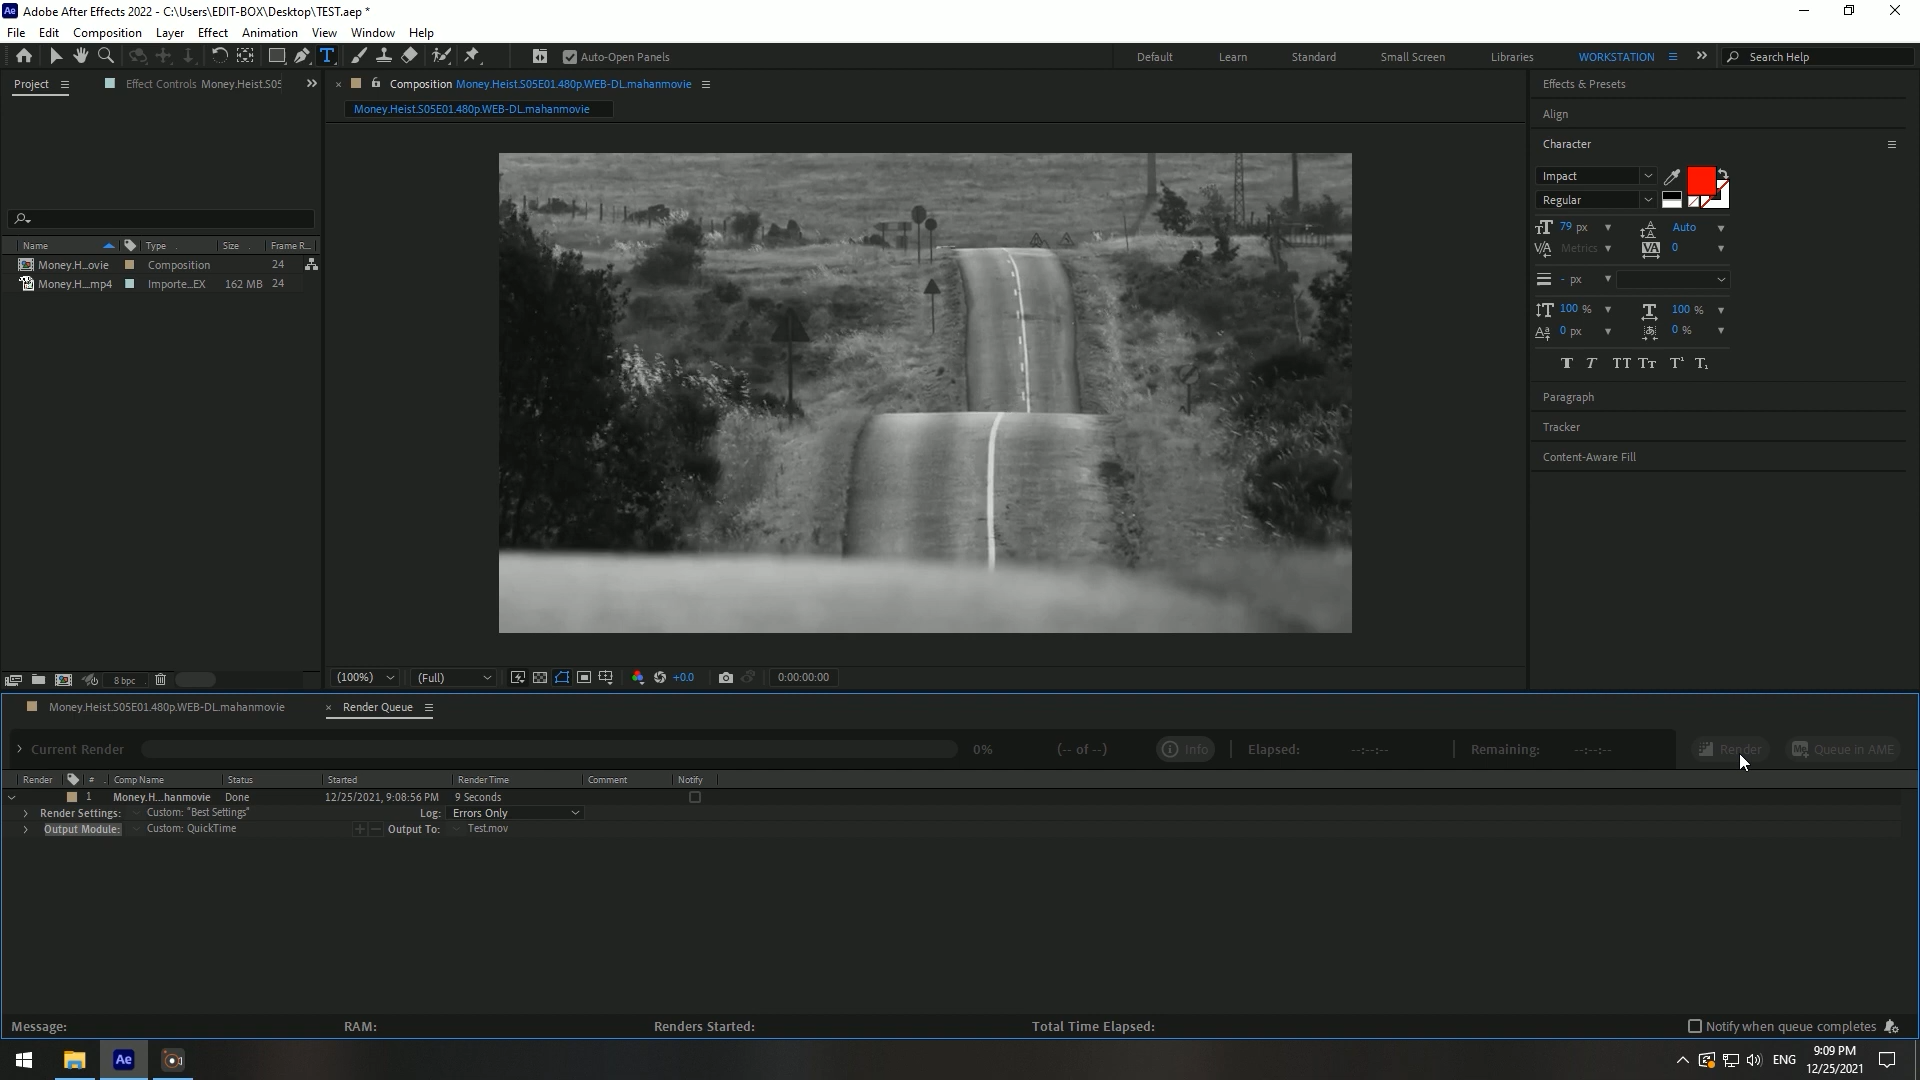 Ae Adobe After Effects 2022 - C:\Users\EDIT-BOX\Desktop\TEST.aep *
File Edit Composition Layer Effect Animation View Window Help
Auto-Open Panels Default Learn Standard Small Screen Libraries WORKSTATION Search Help
Project Effect Controls Money.Heist.S05 Composition Money.Heist.S05E01.480p.WEB-DL.mahanmovie Effects & Presets
Money.Heist.S05E01.480p.WEB-DL.mahanmovie
Align
Character
Impact
Regular
79 px Auto
Metrics 0
- px
100 % 100 %
0 px 0 %
Paragraph
Tracker
Content-Aware Fill
Name Type Size Frame R...
Money.H...ovie Composition 24
Money.H...mp4 Importe...EX 162 MB 24
8 bpc (100%) (Full) +0.0 0:00:00:00
Money.Heist.S05E01.480p.WEB-DL.mahanmovie Render Queue
Current Render 0% (-- of --) Info Elapsed: --:--:-- Remaining: --:--:-- Render Queue in AME
Render # Comp Name Status Started Render Time Comment Notify
1 Money.H...hanmovie Done 12/25/2021, 9:08:56 PM 9 Seconds
Render Settings: Custom: "Best Settings" Log: Errors Only
Output Module: Custom: QuickTime Output To: Test.mov
Message: RAM: Renders Started: Total Time Elapsed: Notify when queue completes
Ae ENG 9:09 PM
12/25/2021